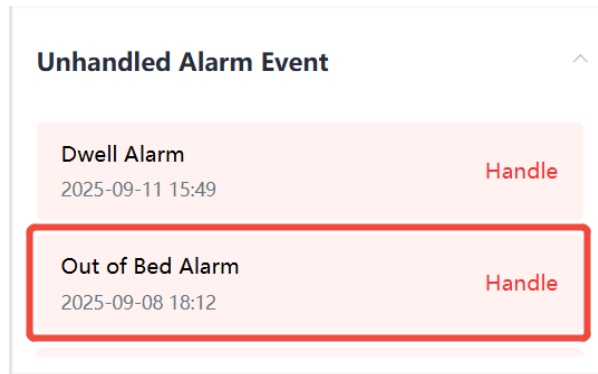 Unhandled Alarm Event
Dwell Alarm
2025-09-11 15:49
Handle
Out of Bed Alarm
2025-09-08 18:12
Handle